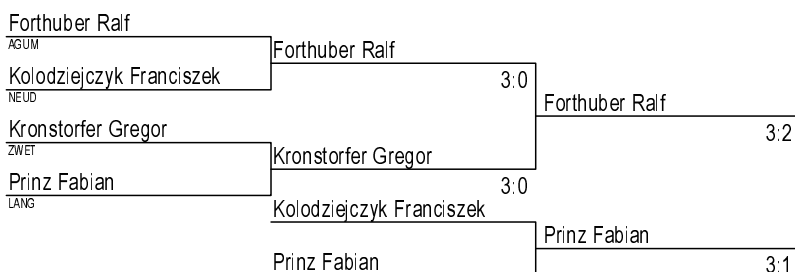 Forthuber Ralf
AGUM
Kolodziejczyk Franciszek
NEUD
Kronstorfer Gregor
ZWET
Prinz Fabian
LANG
Forthuber Ralf
3:0
Kronstorfer Gregor
3:0
Forthuber Ralf
3:2
Kolodziejczyk Franciszek
Prinz Fabian
Prinz Fabian
3:1